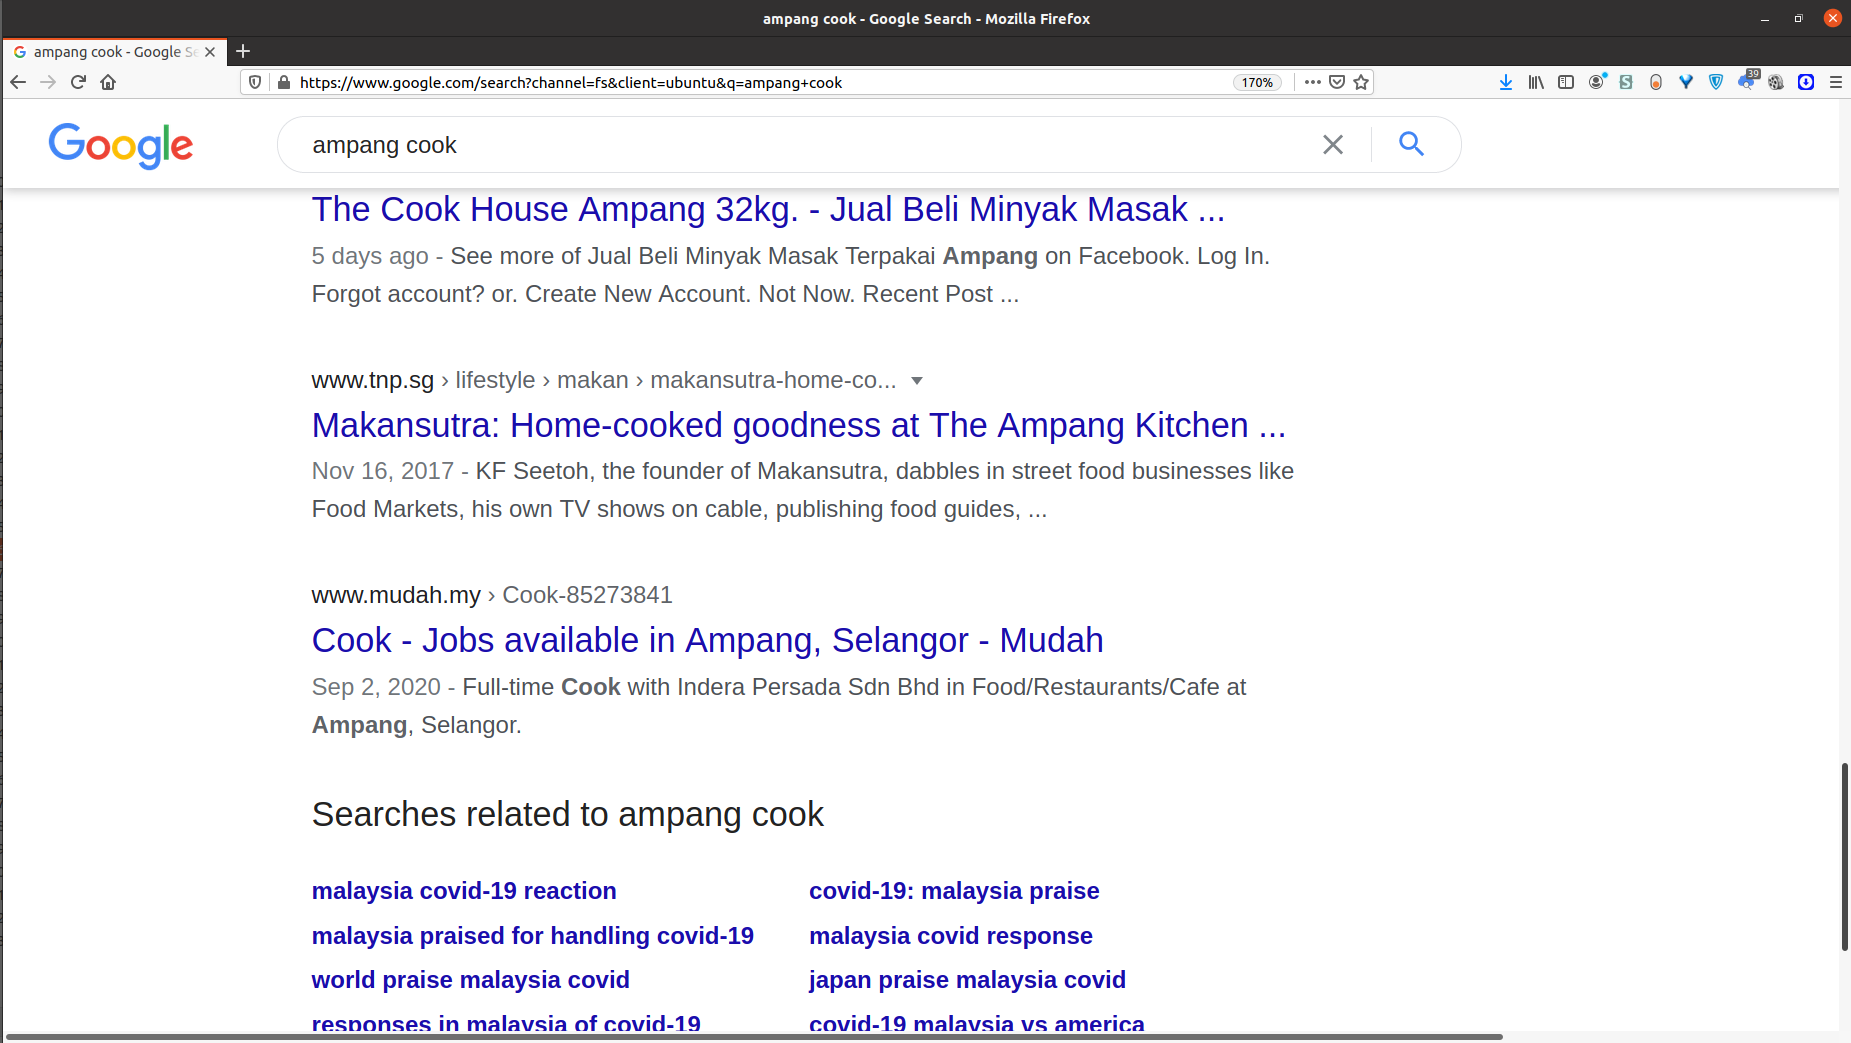 ampang cook - Google Search - Mozilla Firefox
ampang cook - Google Se
https://www.google.com/search?channel=fs&client=ubuntu&q=ampang+cook
170%
39
Google
ampang cook
The Cook House Ampang 32kg. - Jual Beli Minyak Masak ...
5 days ago - See more of Jual Beli Minyak Masak Terpakai Ampang on Facebook. Log In.
Forgot account? or. Create New Account. Not Now. Recent Post ...
www.tnp.sg › lifestyle › makan › makansutra-home-co...
Makansutra: Home-cooked goodness at The Ampang Kitchen ...
Nov 16, 2017 - KF Seetoh, the founder of Makansutra, dabbles in street food businesses like
Food Markets, his own TV shows on cable, publishing food guides, ...
www.mudah.my › Cook-85273841
Cook - Jobs available in Ampang, Selangor - Mudah
Sep 2, 2020 - Full-time Cook with Indera Persada Sdn Bhd in Food/Restaurants/Cafe at
Ampang, Selangor.
Searches related to ampang cook
malaysia covid-19 reaction
covid-19: malaysia praise
malaysia praised for handling covid-19
malaysia covid response
world praise malaysia covid
japan praise malaysia covid
responses in malaysia of covid-19
covid-19 malaysia vs america